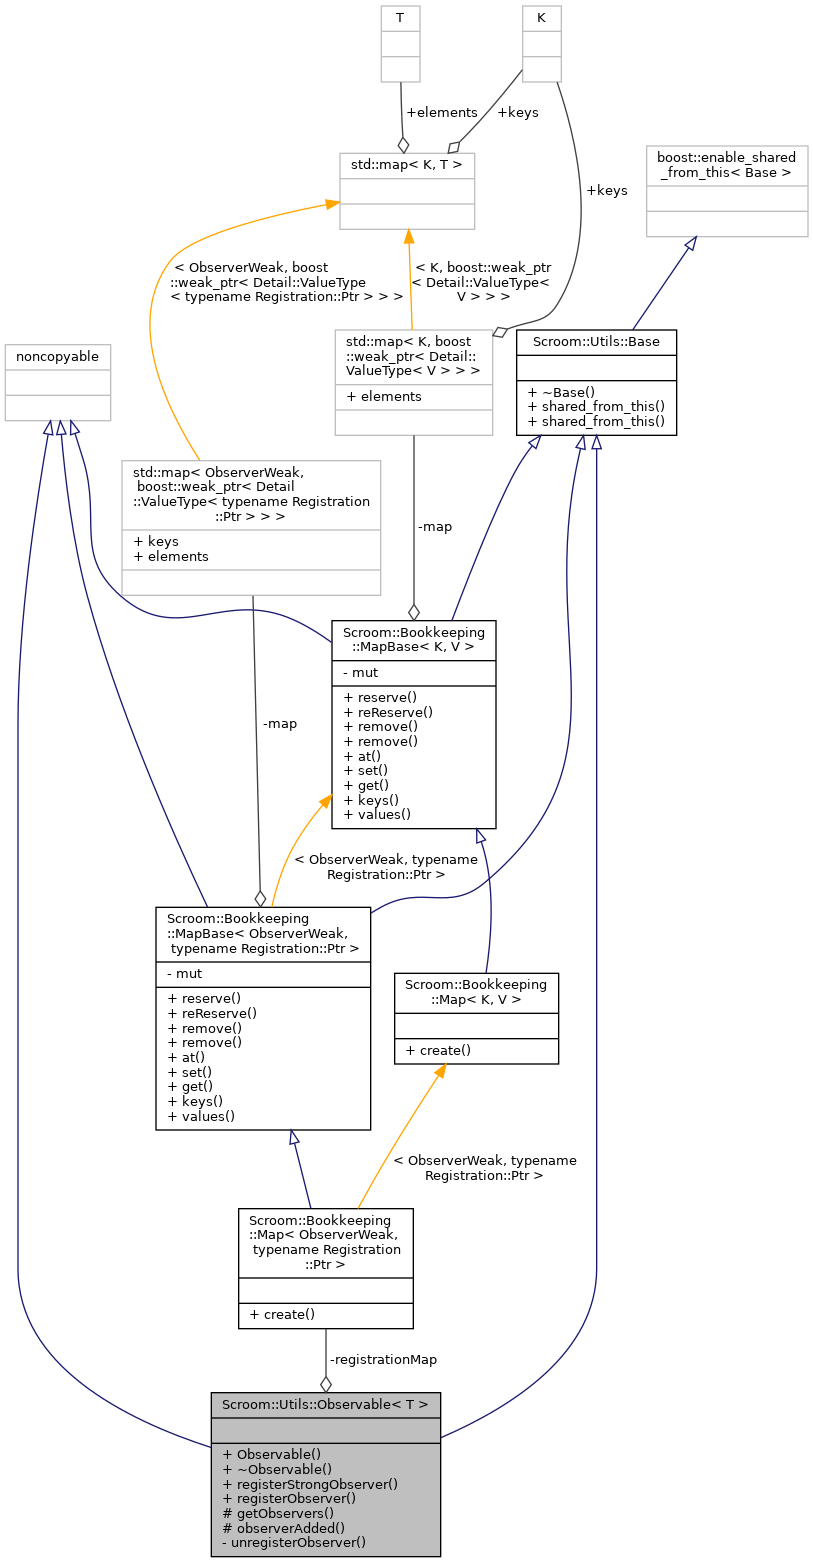 T
K
+elements
+keys
std::map< K, T >
boost::enable_shared
_from_this< Base >
+keys
< ObserverWeak, boost
::weak_ptr< Detail::ValueType
< typename Registration::Ptr > > >
< K, boost::weak_ptr
< Detail::ValueType<
V > > >
noncopyable
std::map< K, boost
::weak_ptr< Detail::
ValueType< V > > >
+ elements
Scroom::Utils::Base
+ ~Base()
+ shared_from_this()
+ shared_from_this()
std::map< ObserverWeak,
boost::weak_ptr< Detail
::ValueType< typename Registration
::Ptr > > >
+ keys
+ elements
-map
Scroom::Bookkeeping
::MapBase< K, V >
- mut
+ reserve()
+ reReserve()
+ remove()
+ remove()
+ at()
+ set()
+ get()
+ keys()
+ values()
-map
< ObserverWeak, typename
Registration::Ptr >
Scroom::Bookkeeping
::MapBase< ObserverWeak,
typename Registration::Ptr >
- mut
+ reserve()
+ reReserve()
+ remove()
+ remove()
+ at()
+ set()
+ get()
+ keys()
+ values()
Scroom::Bookkeeping
::Map< K, V >
+ create()
< ObserverWeak, typename
Registration::Ptr >
Scroom::Bookkeeping
::Map< ObserverWeak,
typename Registration
::Ptr >
+ create()
-registrationMap
Scroom::Utils::Observable< T >
+ Observable()
+ ~Observable()
+ registerStrongObserver()
+ registerObserver()
# getObservers()
# observerAdded()
- unregisterObserver()